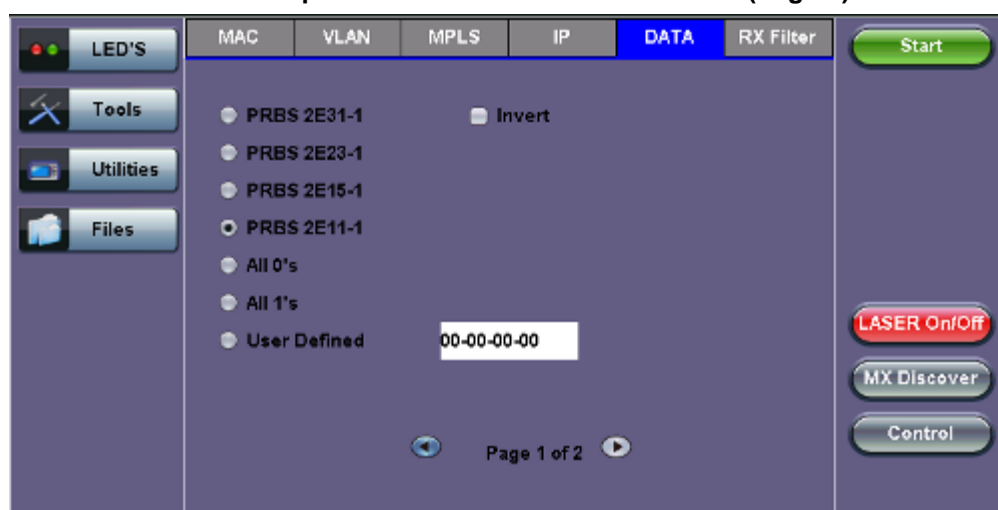 LED'S
Tools
Utilities
Files
MAC VLAN MPLS IP DATA RX Filter
PRBS 2E31-1 Invert
PRBS 2E23-1
PRBS 2E15-1
PRBS 2E11-1
All 0's
All 1's
User Defined 00-00-00-00
Page 1 of 2
Start
LASER On/Off
MX Discover
Control